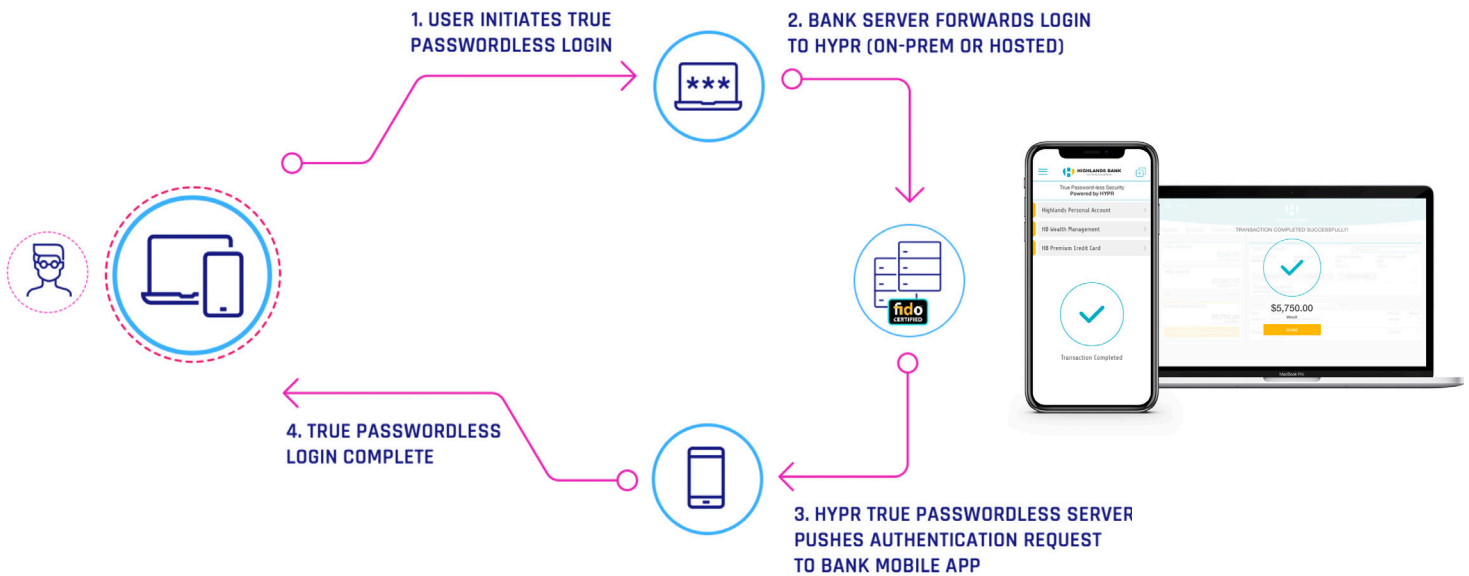 1. USER INITIATES TRUE
PASSWORDLESS LOGIN
2. BANK SERVER FORWARDS LOGIN
TO HYPR (ON-PREM OR HOSTED)
***
fido
CERTIFIED
3. HYPR TRUE PASSWORDLESS SERVER
PUSHES AUTHENTICATION REQUEST
TO BANK MOBILE APP
4. TRUE PASSWORDLESS
LOGIN COMPLETE
HIGHLANDS BANK
True Password-less Security
Powered by HYPR
Highlands Personal Account
HB Wealth Management
HB Premium Credit Card
Transaction Completed
TRANSACTION COMPLETED SUCCESSFULLY!
$5,750.00
DONE
MacBook Pro